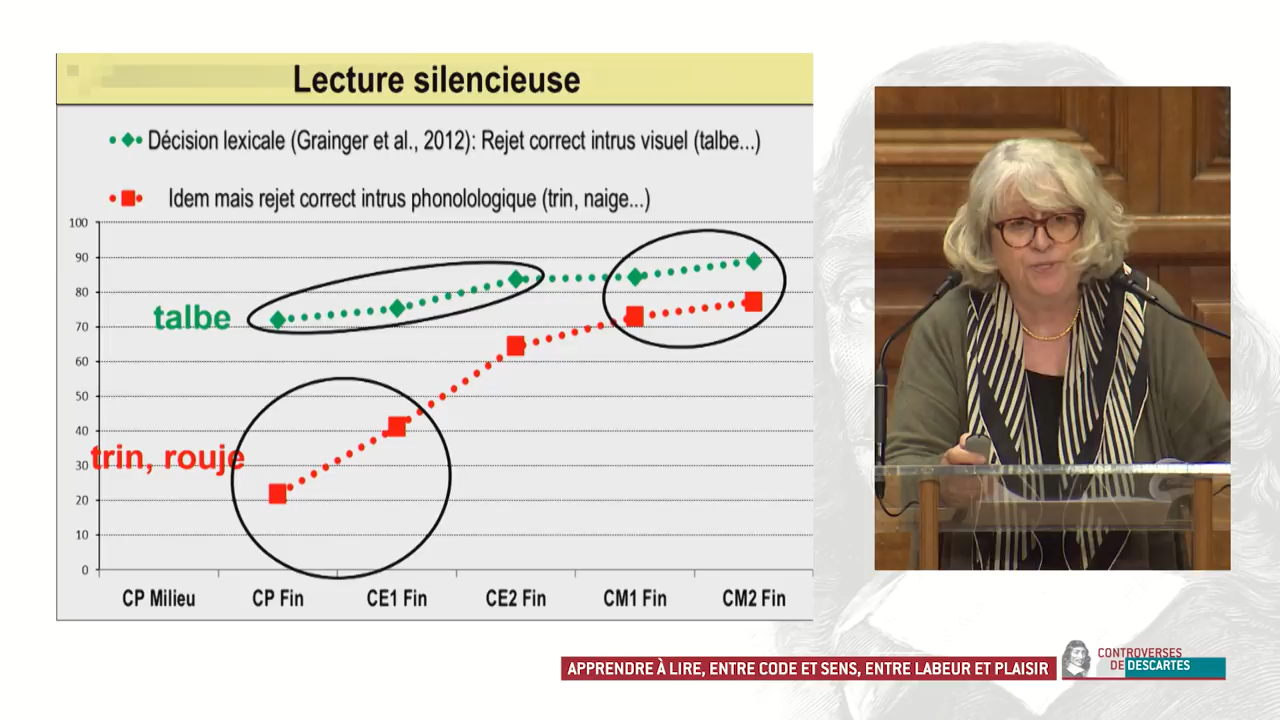 Lecture silencieuse
Décision lexicale (Grainger et al., 2012): Rejet correct intrus visuel (talbe...)
Idem mais rejet correct intrus phonolologique (trin, naige...)
100
90
80
talbe
70
60
50
40
trin, rouje
30
20
10
0
CP Milieu CP Fin CE1 Fin CE2 Fin CM1 Fin CM2 Fin
APPRENDRE À LIRE, ENTRE CODE ET SENS, ENTRE LABEUR ET PLAISIR
CONTROVERSES
DE DESCARTES